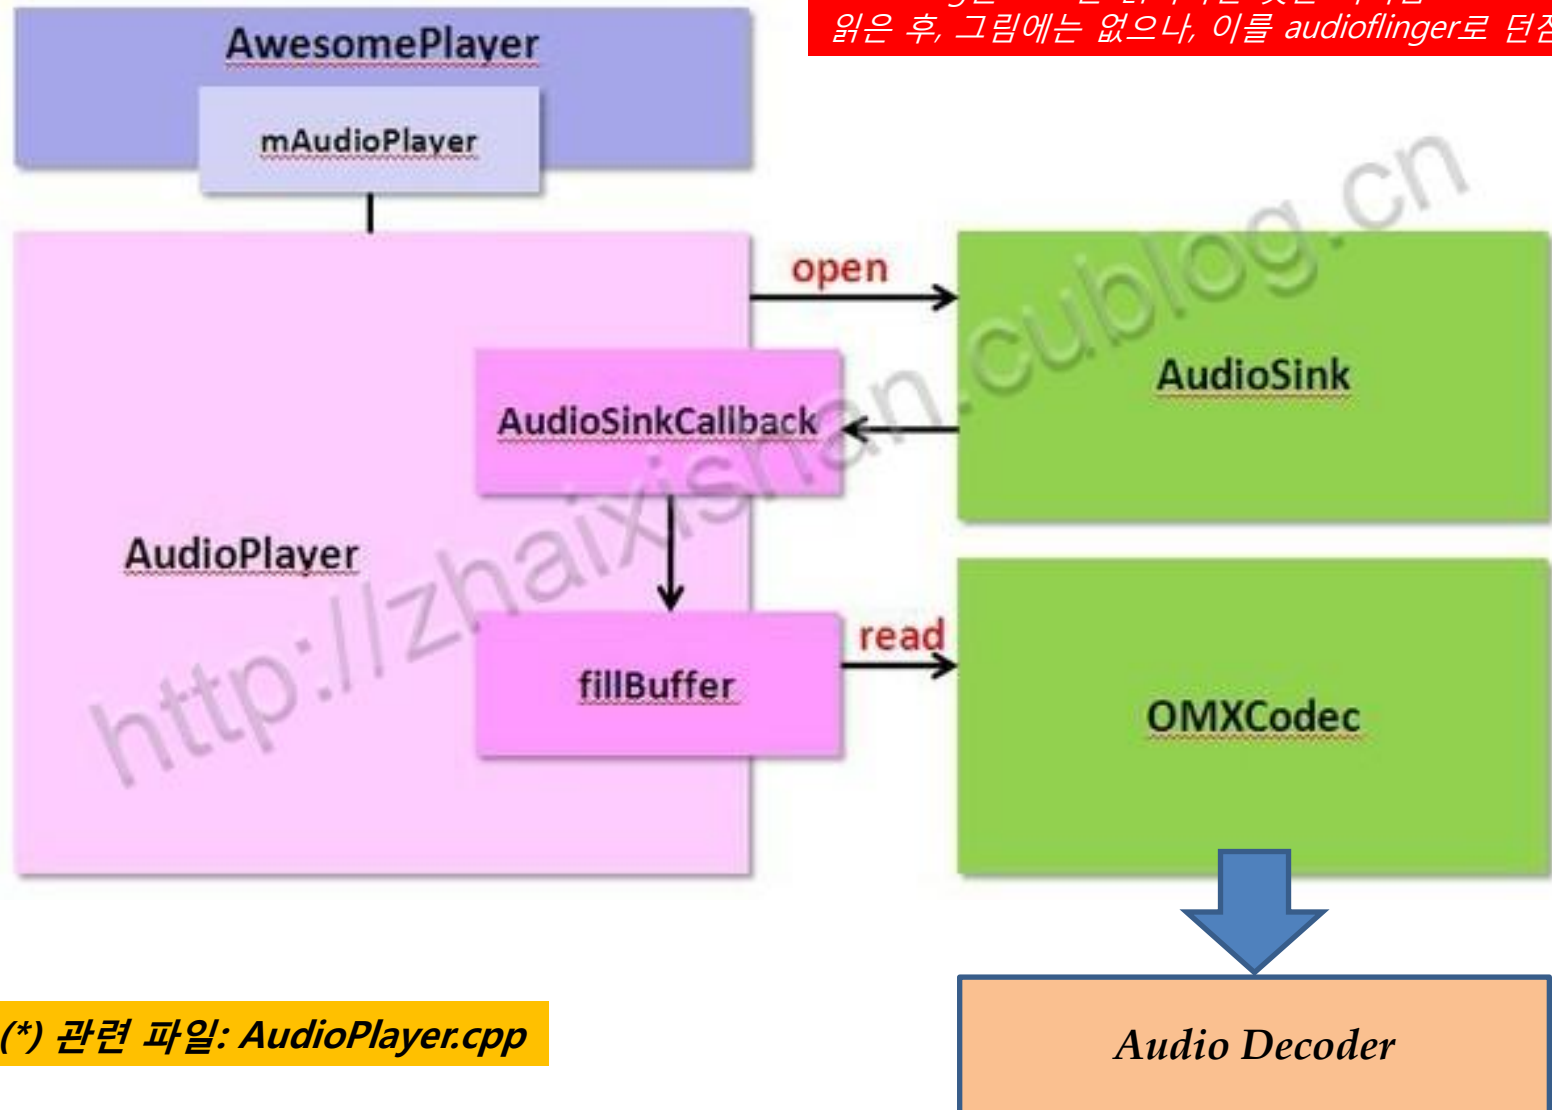 읽은 후, 그림에는 없으나, 이를 audioflinger로 던짐
AwesomePlayer
mAudioPlayer
open
AudioSink
AudioSinkCallback
AudioPlayer
read
fillBuffer
OMXCodec
http://zhaixishan.cublog.cn
(*) 관련 파일: AudioPlayer.cpp
Audio Decoder